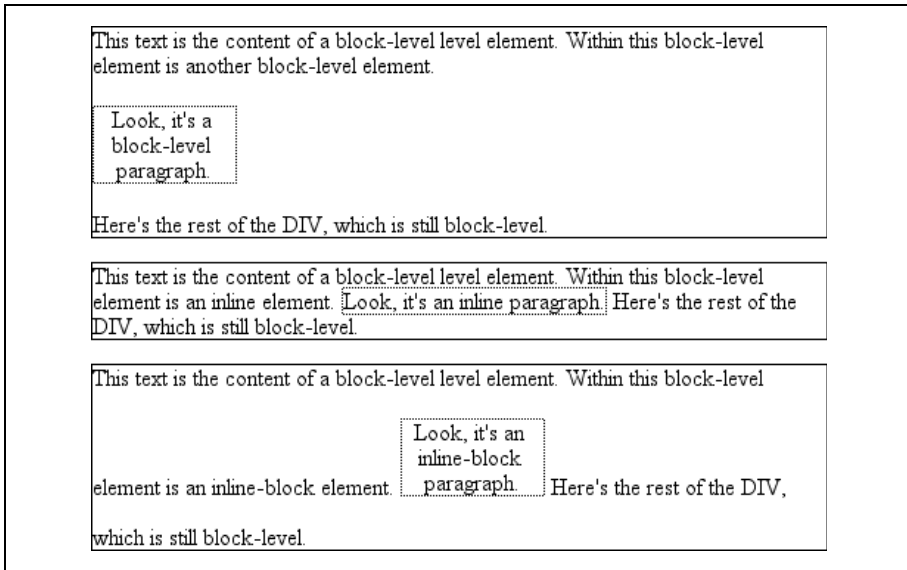 This text is the content of a block-level level element. Within this block-level
element is another block-level element.
Look, it's a
block-level
paragraph.
Here's the rest of the DIV, which is still block-level.
This text is the content of a block-level level element. Within this block-level
element is an inline element. Look, it's an inline paragraph. Here's the rest of the
DIV, which is still block-level.
This text is the content of a block-level level element. Within this block-level
Look, it's an
inline-block
element is an inline-block element. paragraph. Here's the rest of the DIV,
which is still block-level.